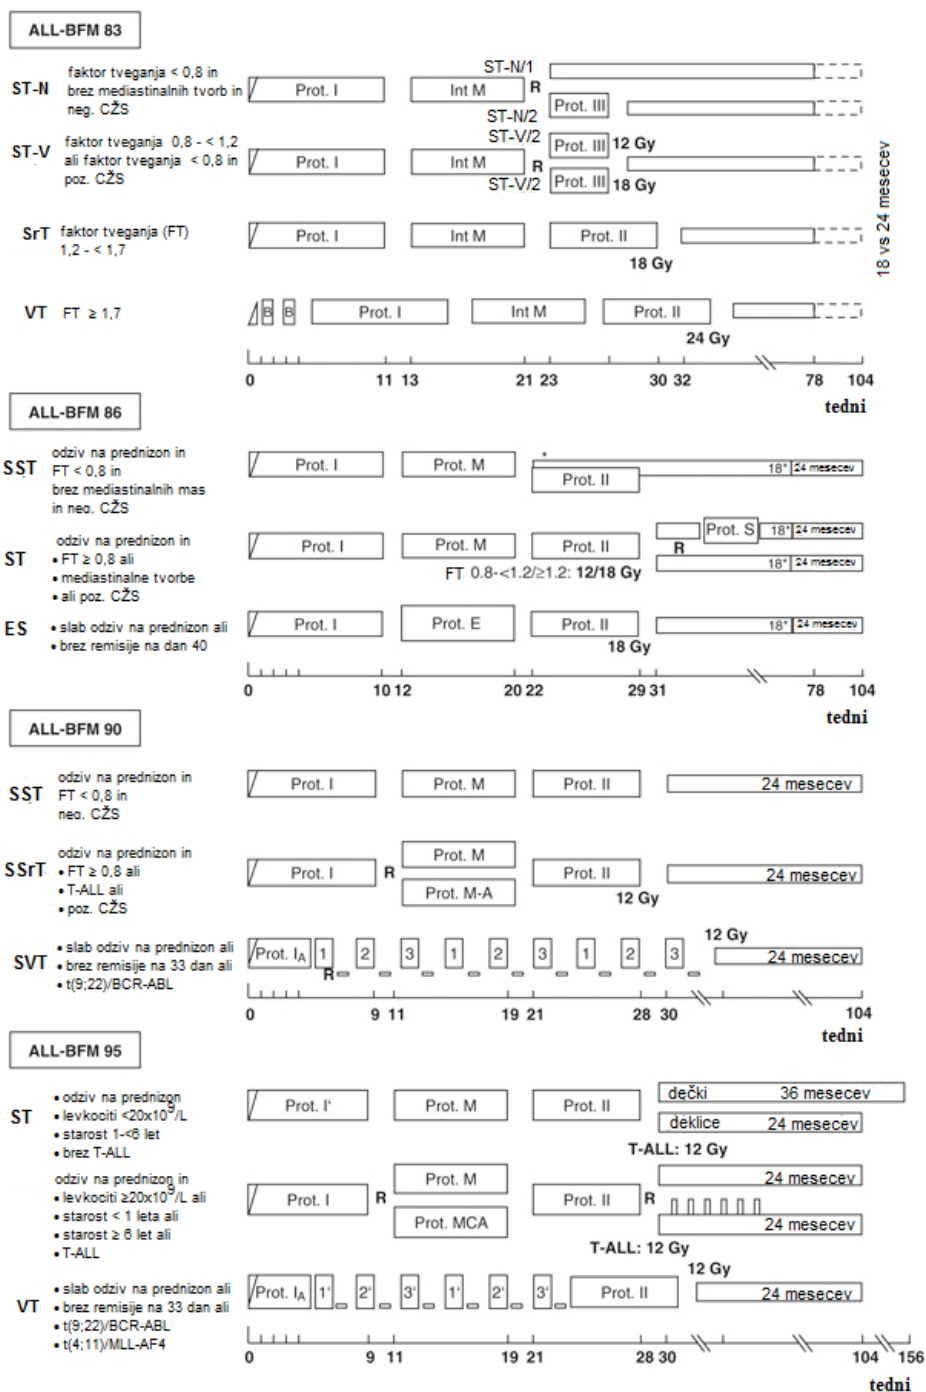 ALL-BFM 83
ST-N
faktor tveganja < 0,8 in
brez mediastinalnih tvorb in
neg. CŽS
Prot. I
Int M
R
ST-N/1
ST-N/2
Prot. III
ST-V
faktor tveganja 0,8 - < 1,2
ali faktor tveganja < 0,8 in
poz. CŽS
Prot. I
Int M
R
ST-V/2
Prot. III
12 Gy
ST-V/2
Prot. III
18 Gy
SrT
faktor tveganja (FT)
1,2 - < 1,7
Prot. I
Int M
Prot. II
18 Gy
VT
FT ≥ 1,7
B
B
Prot. I
Int M
Prot. II
24 Gy
18 vs 24 mesecev
0 11 13 21 23 30 32 78 104
tedni
ALL-BFM 86
SST
odziv na prednizon in
FT < 0,8 in
brez mediastinalnih mas
in neg. CŽS
Prot. I
Prot. M
*
Prot. II
18*
24 mesecev
ST
odziv na prednizon in
• FT ≥ 0,8 ali
• mediastinalne tvorbe
• ali poz. CŽS
Prot. I
Prot. M
Prot. II
FT 0.8-<1.2/≥1.2: 12/18 Gy
R
Prot. S
18*
24 mesecev
18*
24 mesecev
ES
• slab odziv na prednizon ali
• brez remisije na dan 40
Prot. I
Prot. E
Prot. II
18 Gy
18*
24 mesecev
0 10 12 20 22 29 31 78 104
tedni
ALL-BFM 90
SST
odziv na prednizon in
FT < 0,8 in
neg. CŽS
Prot. I
Prot. M
Prot. II
24 mesecev
SSrT
odziv na prednizon in
• FT ≥ 0,8 ali
• T-ALL ali
• poz. CŽS
Prot. I
R
Prot. M
Prot. M-A
Prot. II
12 Gy
24 mesecev
SVT
• slab odziv na prednizon ali
• brez remisije na 33 dan ali
• t(9;22)/BCR-ABL
Prot. IA
1 2 3 1 2 3 1 2 3
R
12 Gy
24 mesecev
0 9 11 19 21 28 30 104
tedni
ALL-BFM 95
ST
• odziv na prednizon
• levkociti <20x10⁹/L
• starost 1-<6 let
• brez T-ALL
Prot. I'
Prot. M
Prot. II
dečki 36 mesecev
deklice 24 mesecev
T-ALL: 12 Gy
odziv na prednizon in
• levkociti ≥20x10⁹/L ali
• starost < 1 leta ali
• starost ≥ 6 let ali
• T-ALL
Prot. I
R
Prot. M
Prot. MCA
Prot. II
R
24 mesecev
24 mesecev
T-ALL: 12 Gy
VT
• slab odziv na prednizon ali
• brez remisije na 33 dan ali
• t(9;22)/BCR-ABL
• t(4;11)/MLL-AF4
Prot. IA
1' 2' 3' 1' 2' 3'
Prot. II
12 Gy
24 mesecev
0 9 11 19 21 28 30 104 156
tedni